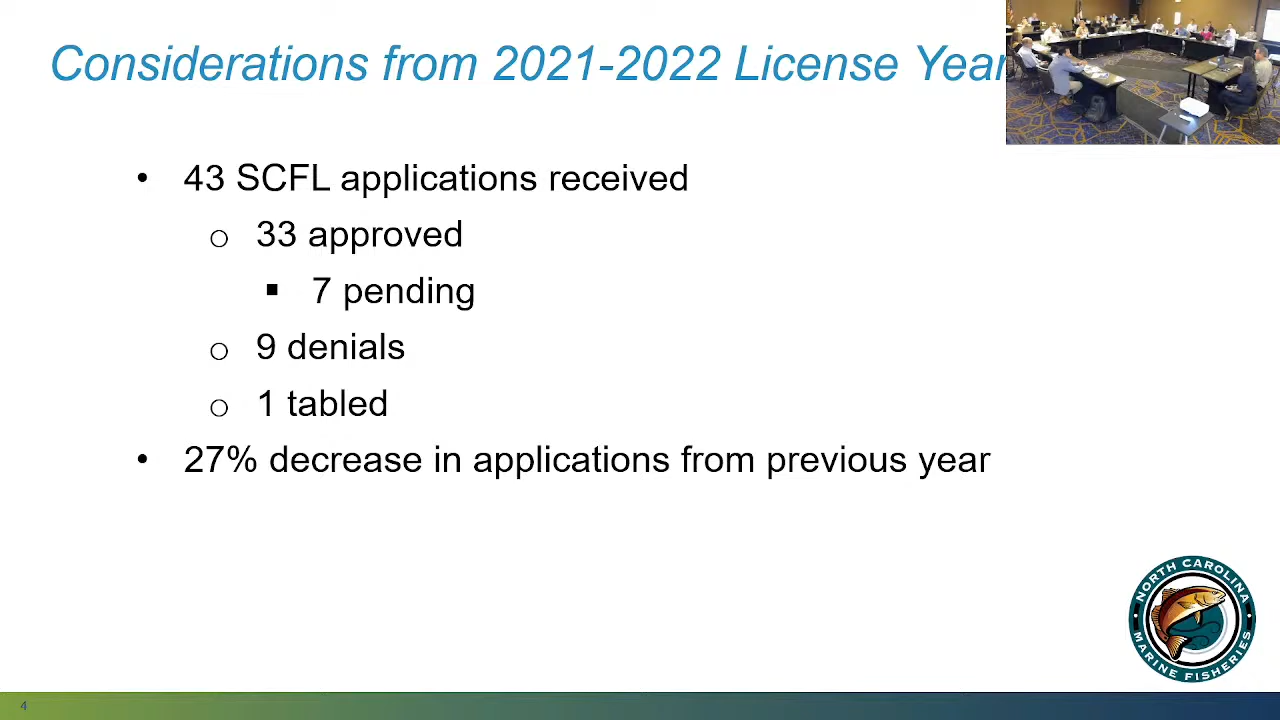 Considerations from 2021-2022 License Year
• 43 SCFL applications received
o 33 approved
▪ 7 pending
o 9 denials
o 1 tabled
• 27% decrease in applications from previous year
NORTH CAROLINA
MARINE FISHERIES
4